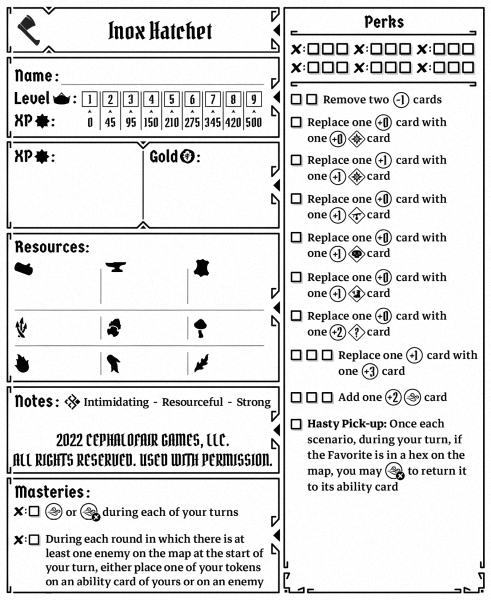 Inox Hatchet
Name:
Level : 1 2 3 4 5 6 7 8 9
XP : 0 45 95 150 210 275 345 420 500
XP : Gold :
Resources:
Notes: Intimidating - Resourceful - Strong
2022 CEPHALOFAIR GAMES, LLC.
ALL RIGHTS RESERVED. USED WITH PERMISSION.
Masteries:
✗: or during each of your turns
✗: During each round in which there is at
least one enemy on the map at the start of
your turn, either place one of your tokens
on an ability card of yours or on an enemy
Perks
✗: ✗: ✗:
✗: ✗: ✗:
Remove two -1 cards
Replace one +0 card with
one +0 card
Replace one +1 card with
one +1 card
Replace one +0 card with
one +1 card
Replace one +0 card with
one +1 card
Replace one +0 card with
one +1 card
Replace one +0 card with
one +2 ? card
Replace one +1 card with
one +3 card
Add one +2 card
Hasty Pick-up: Once each
scenario, during your turn, if
the Favorite is in a hex on the
map, you may to return it
to its ability card